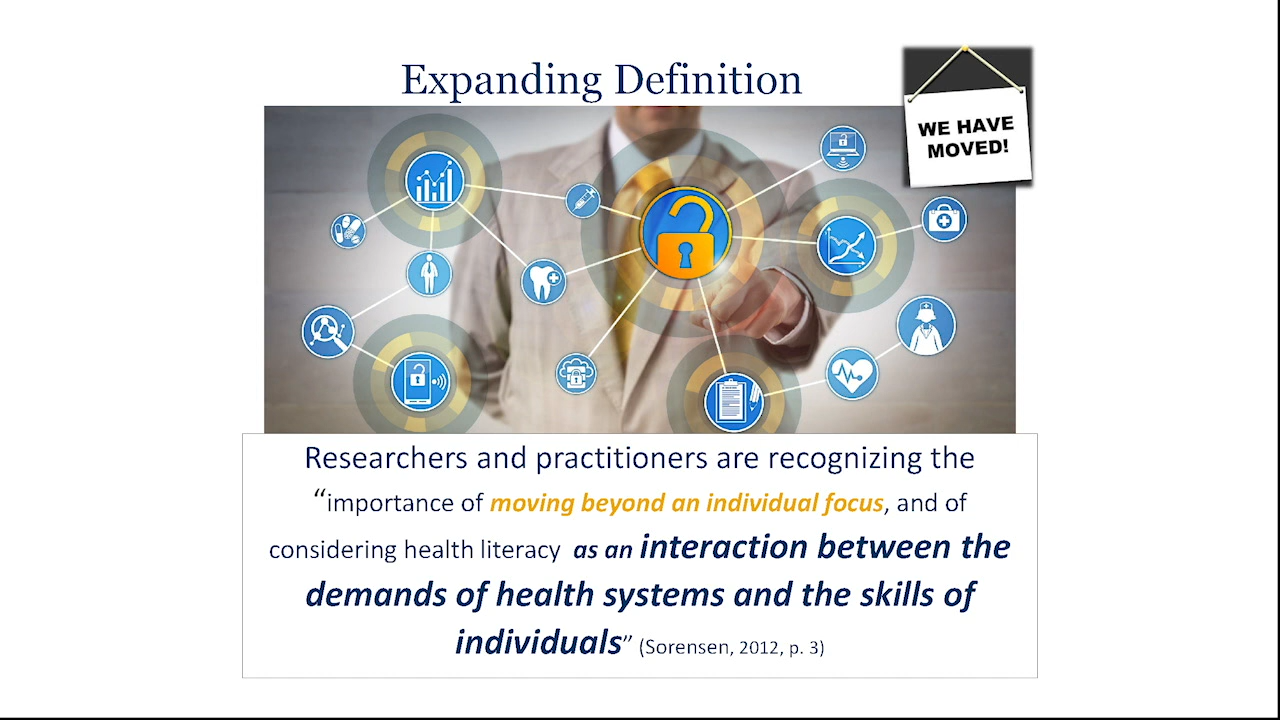 Expanding Definition
WE HAVE
MOVED!
Researchers and practitioners are recognizing the
“importance of moving beyond an individual focus, and of
considering health literacy as an interaction between the
demands of health systems and the skills of
individuals” (Sorensen, 2012, p. 3)